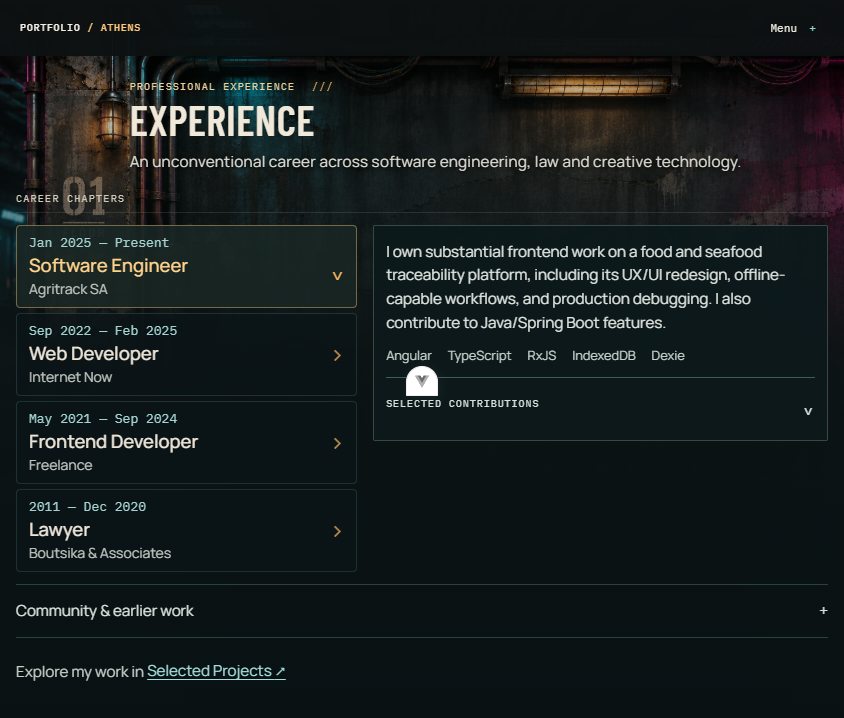 PORTFOLIO / ATHENS
Menu +
PROFESSIONAL EXPERIENCE ///
EXPERIENCE
An unconventional career across software engineering, law and creative technology.
01
CAREER CHAPTERS
Jan 2025 — Present
Software Engineer
Agritrack SA
Sep 2022 — Feb 2025
Web Developer
Internet Now
May 2021 — Sep 2024
Frontend Developer
Freelance
2011 — Dec 2020
Lawyer
Boutsika & Associates
I own substantial frontend work on a food and seafood
traceability platform, including its UX/UI redesign, offline-
capable workflows, and production debugging. I also
contribute to Java/Spring Boot features.
Angular TypeScript RxJS IndexedDB Dexie
SELECTED CONTRIBUTIONS
Community & earlier work +
Explore my work in Selected Projects ↗